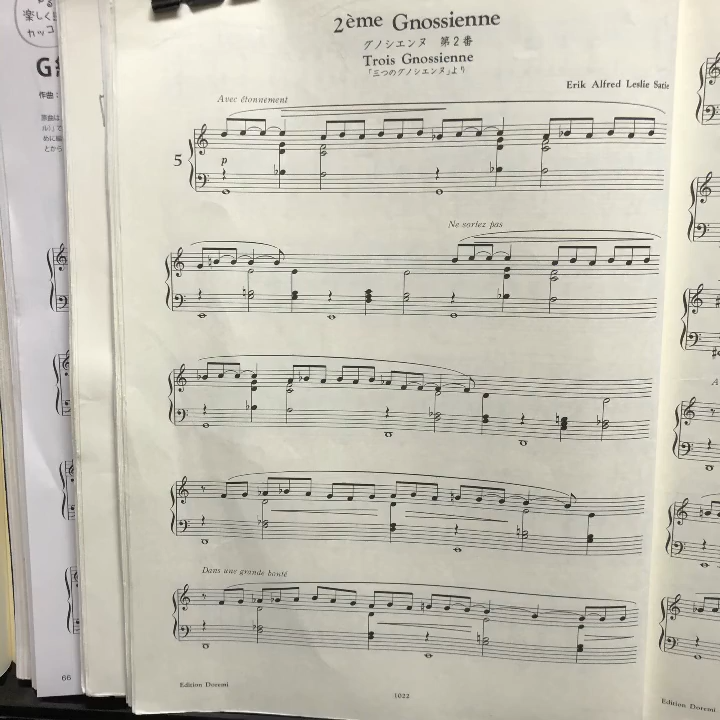 2ème Gnossienne
グノシエンヌ 第2番
Trois Gnossienne
「三つのグノシエンヌ」より
Erik Alfred Leslie Satie
Avec étonnement
5
p
Ne sortez pas
Dans une grande bonté
Edition Doremi
1022
66
Edition Doremi
楽しく
カッコ
作曲: